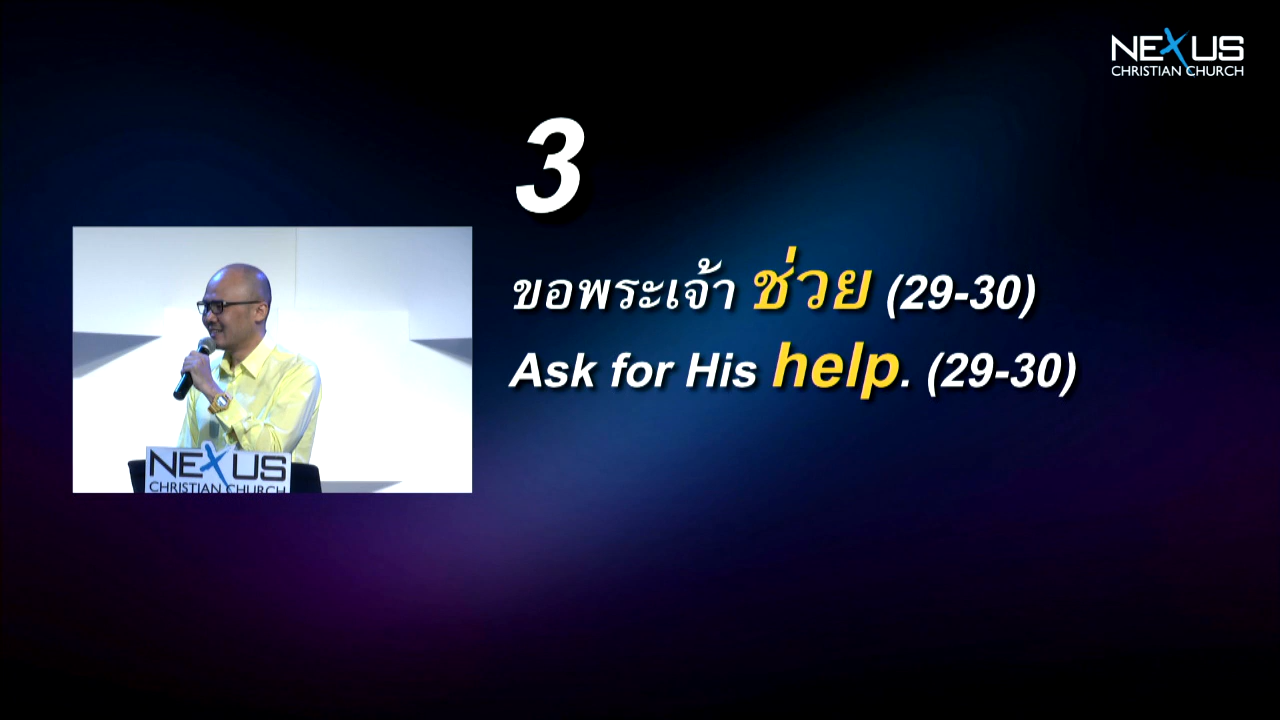 NEXUS
CHRISTIAN CHURCH
3
ขอพระเจ้า ช่วย (29-30)
Ask for His help. (29-30)
NEXUS
CHRISTIAN CHURCH